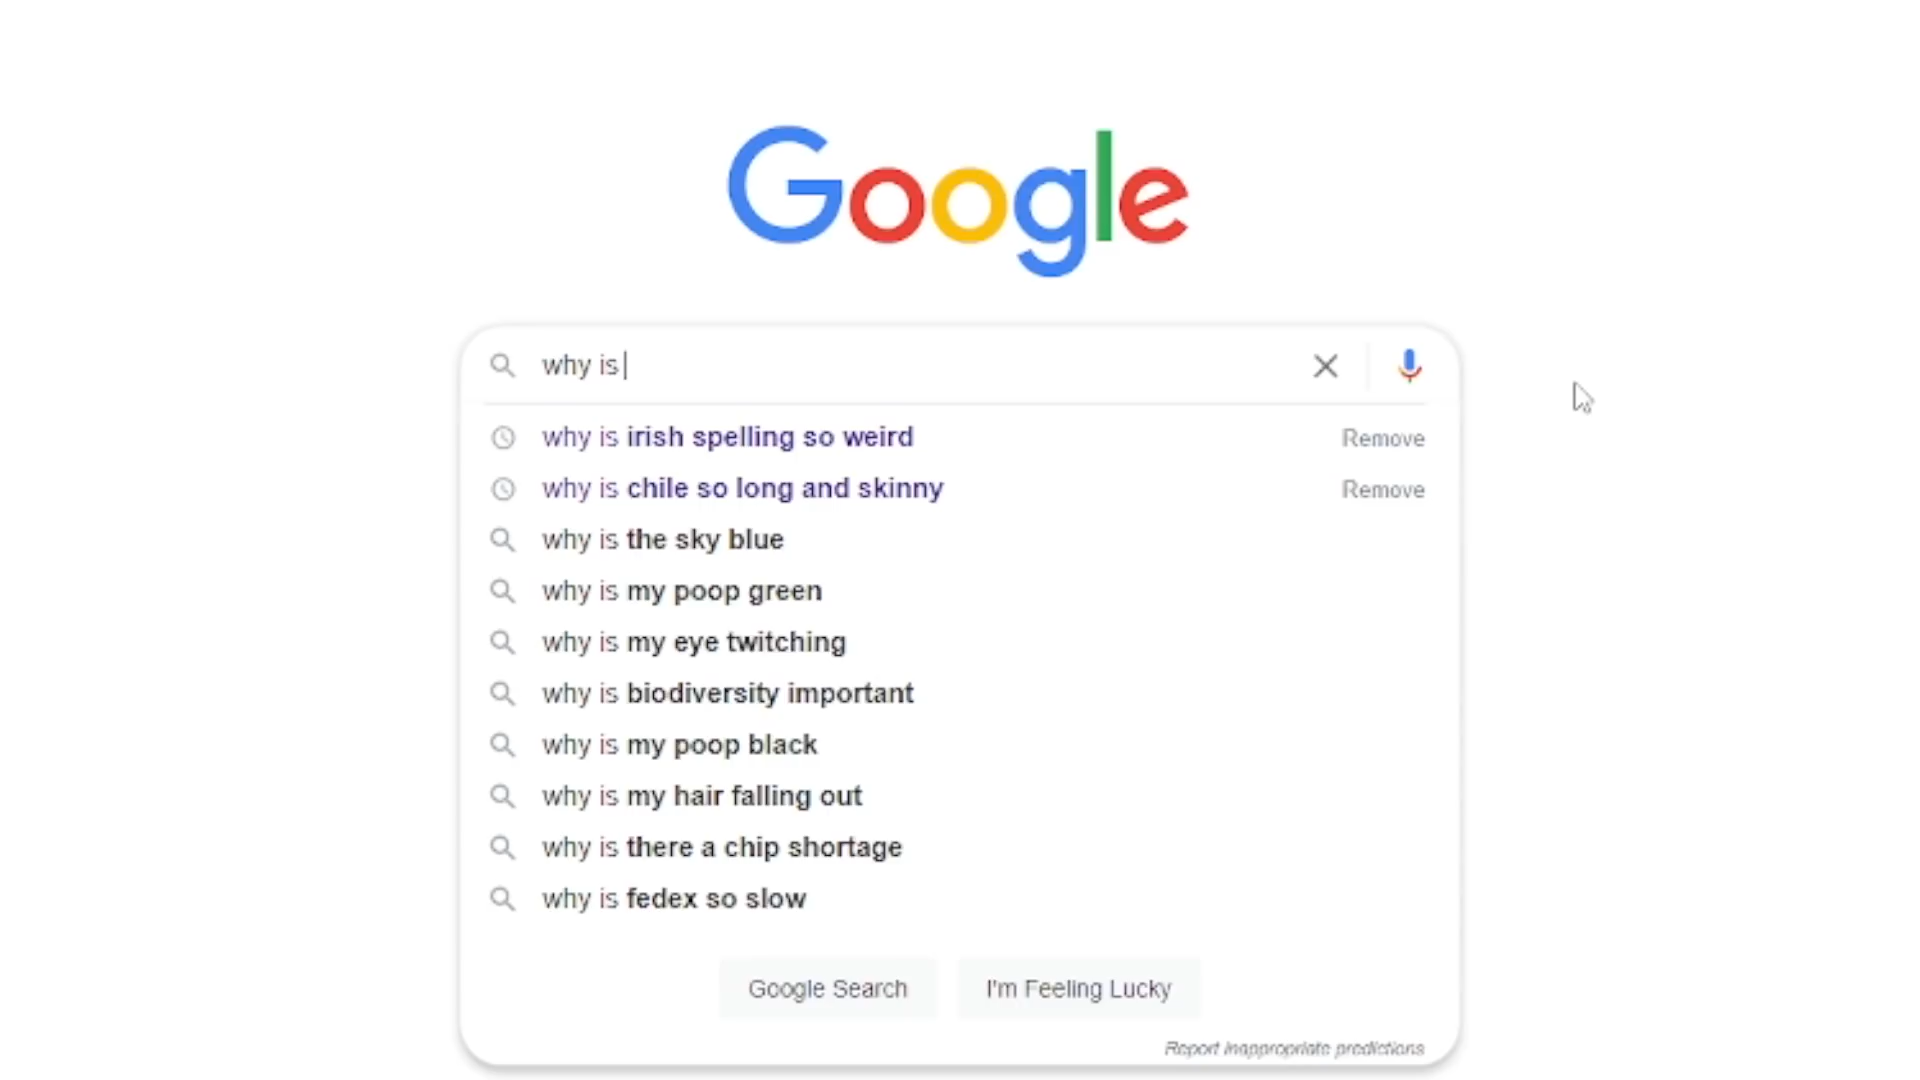 Google
why is
why is irish spelling so weird Remove
why is chile so long and skinny Remove
why is the sky blue
why is my poop green
why is my eye twitching
why is biodiversity important
why is my poop black
why is my hair falling out
why is there a chip shortage
why is fedex so slow
Google Search I'm Feeling Lucky
Report inappropriate predictions